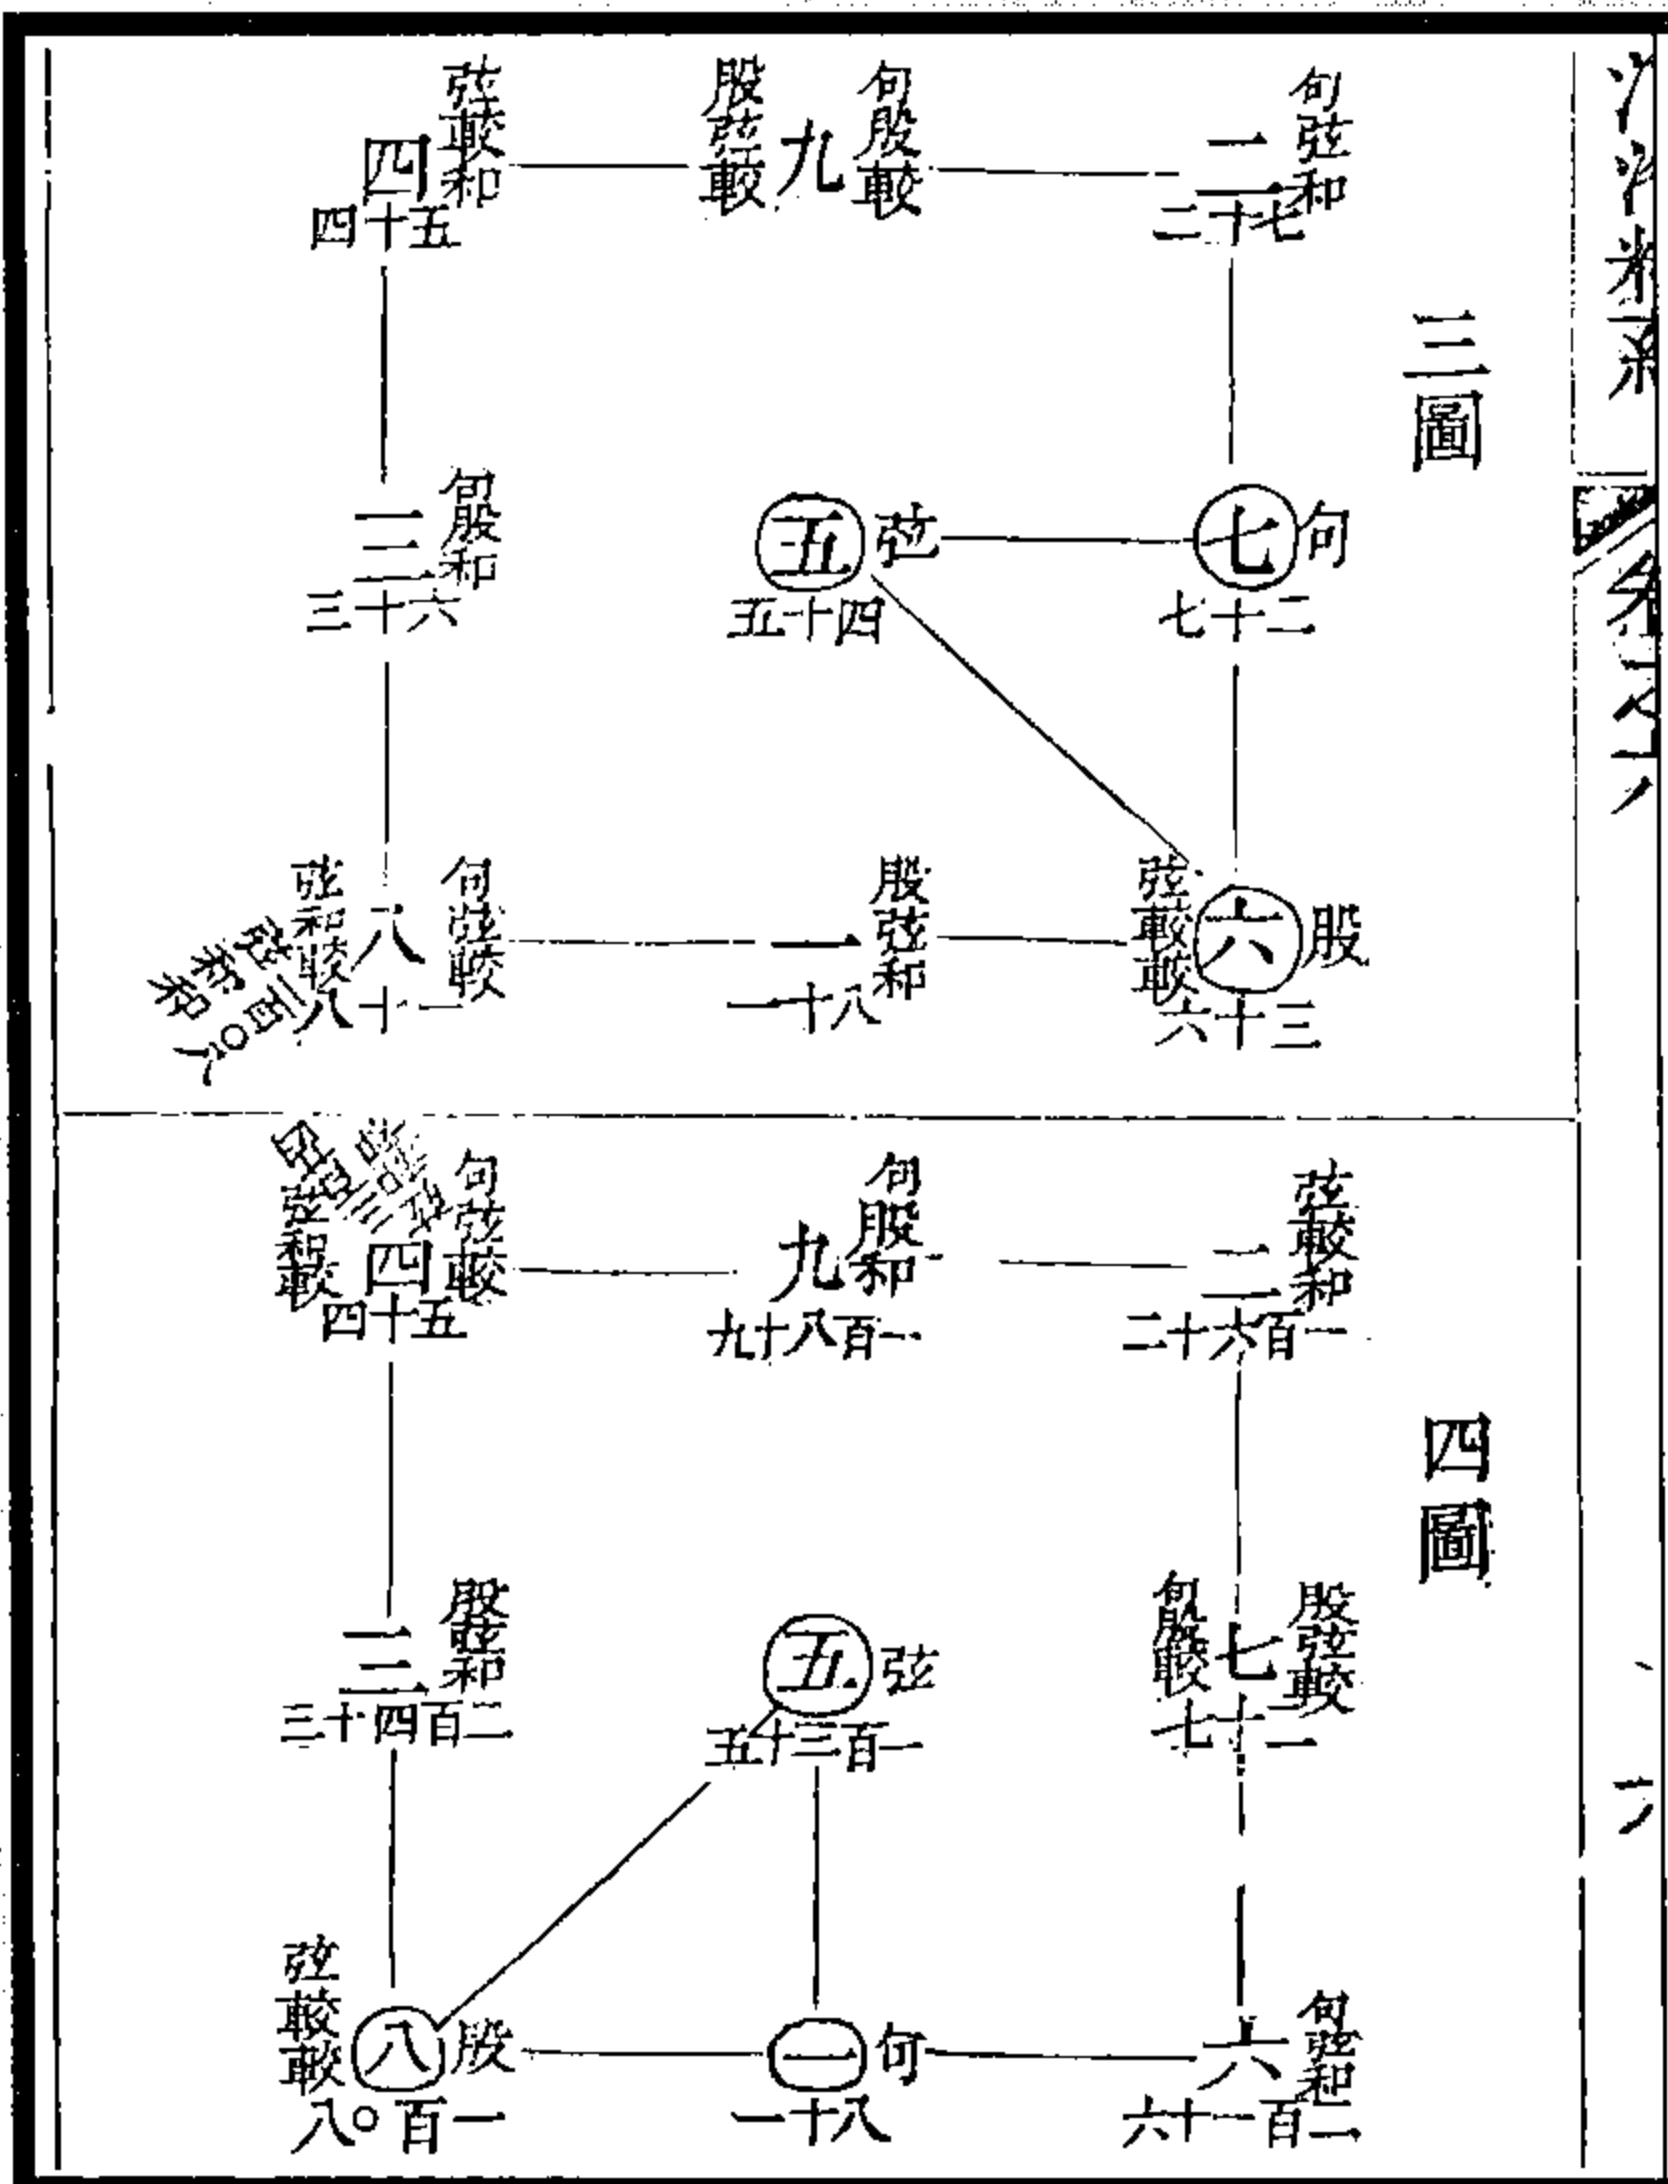 三圖
句弦和
二
七十二
句
七
二十七
股
六
弦較較
三十六
句股較
九
股弦較
弦
五
四十五
股弦和
一
八十一
弦較和
四
五十四
句股和
三
六十三
句弦較
八
弦和較
一十八
四圖
弦較和
二
一百六十二
股弦較
七
句股較
二十七
句弦和
六
二百一十六
句股和
九
一百八十九
弦
五
一百三十五
句
一
八十一
句弦較
四
弦和較
五十四
股弦和
三
二百四十三
股
八
弦較較
一百〇八